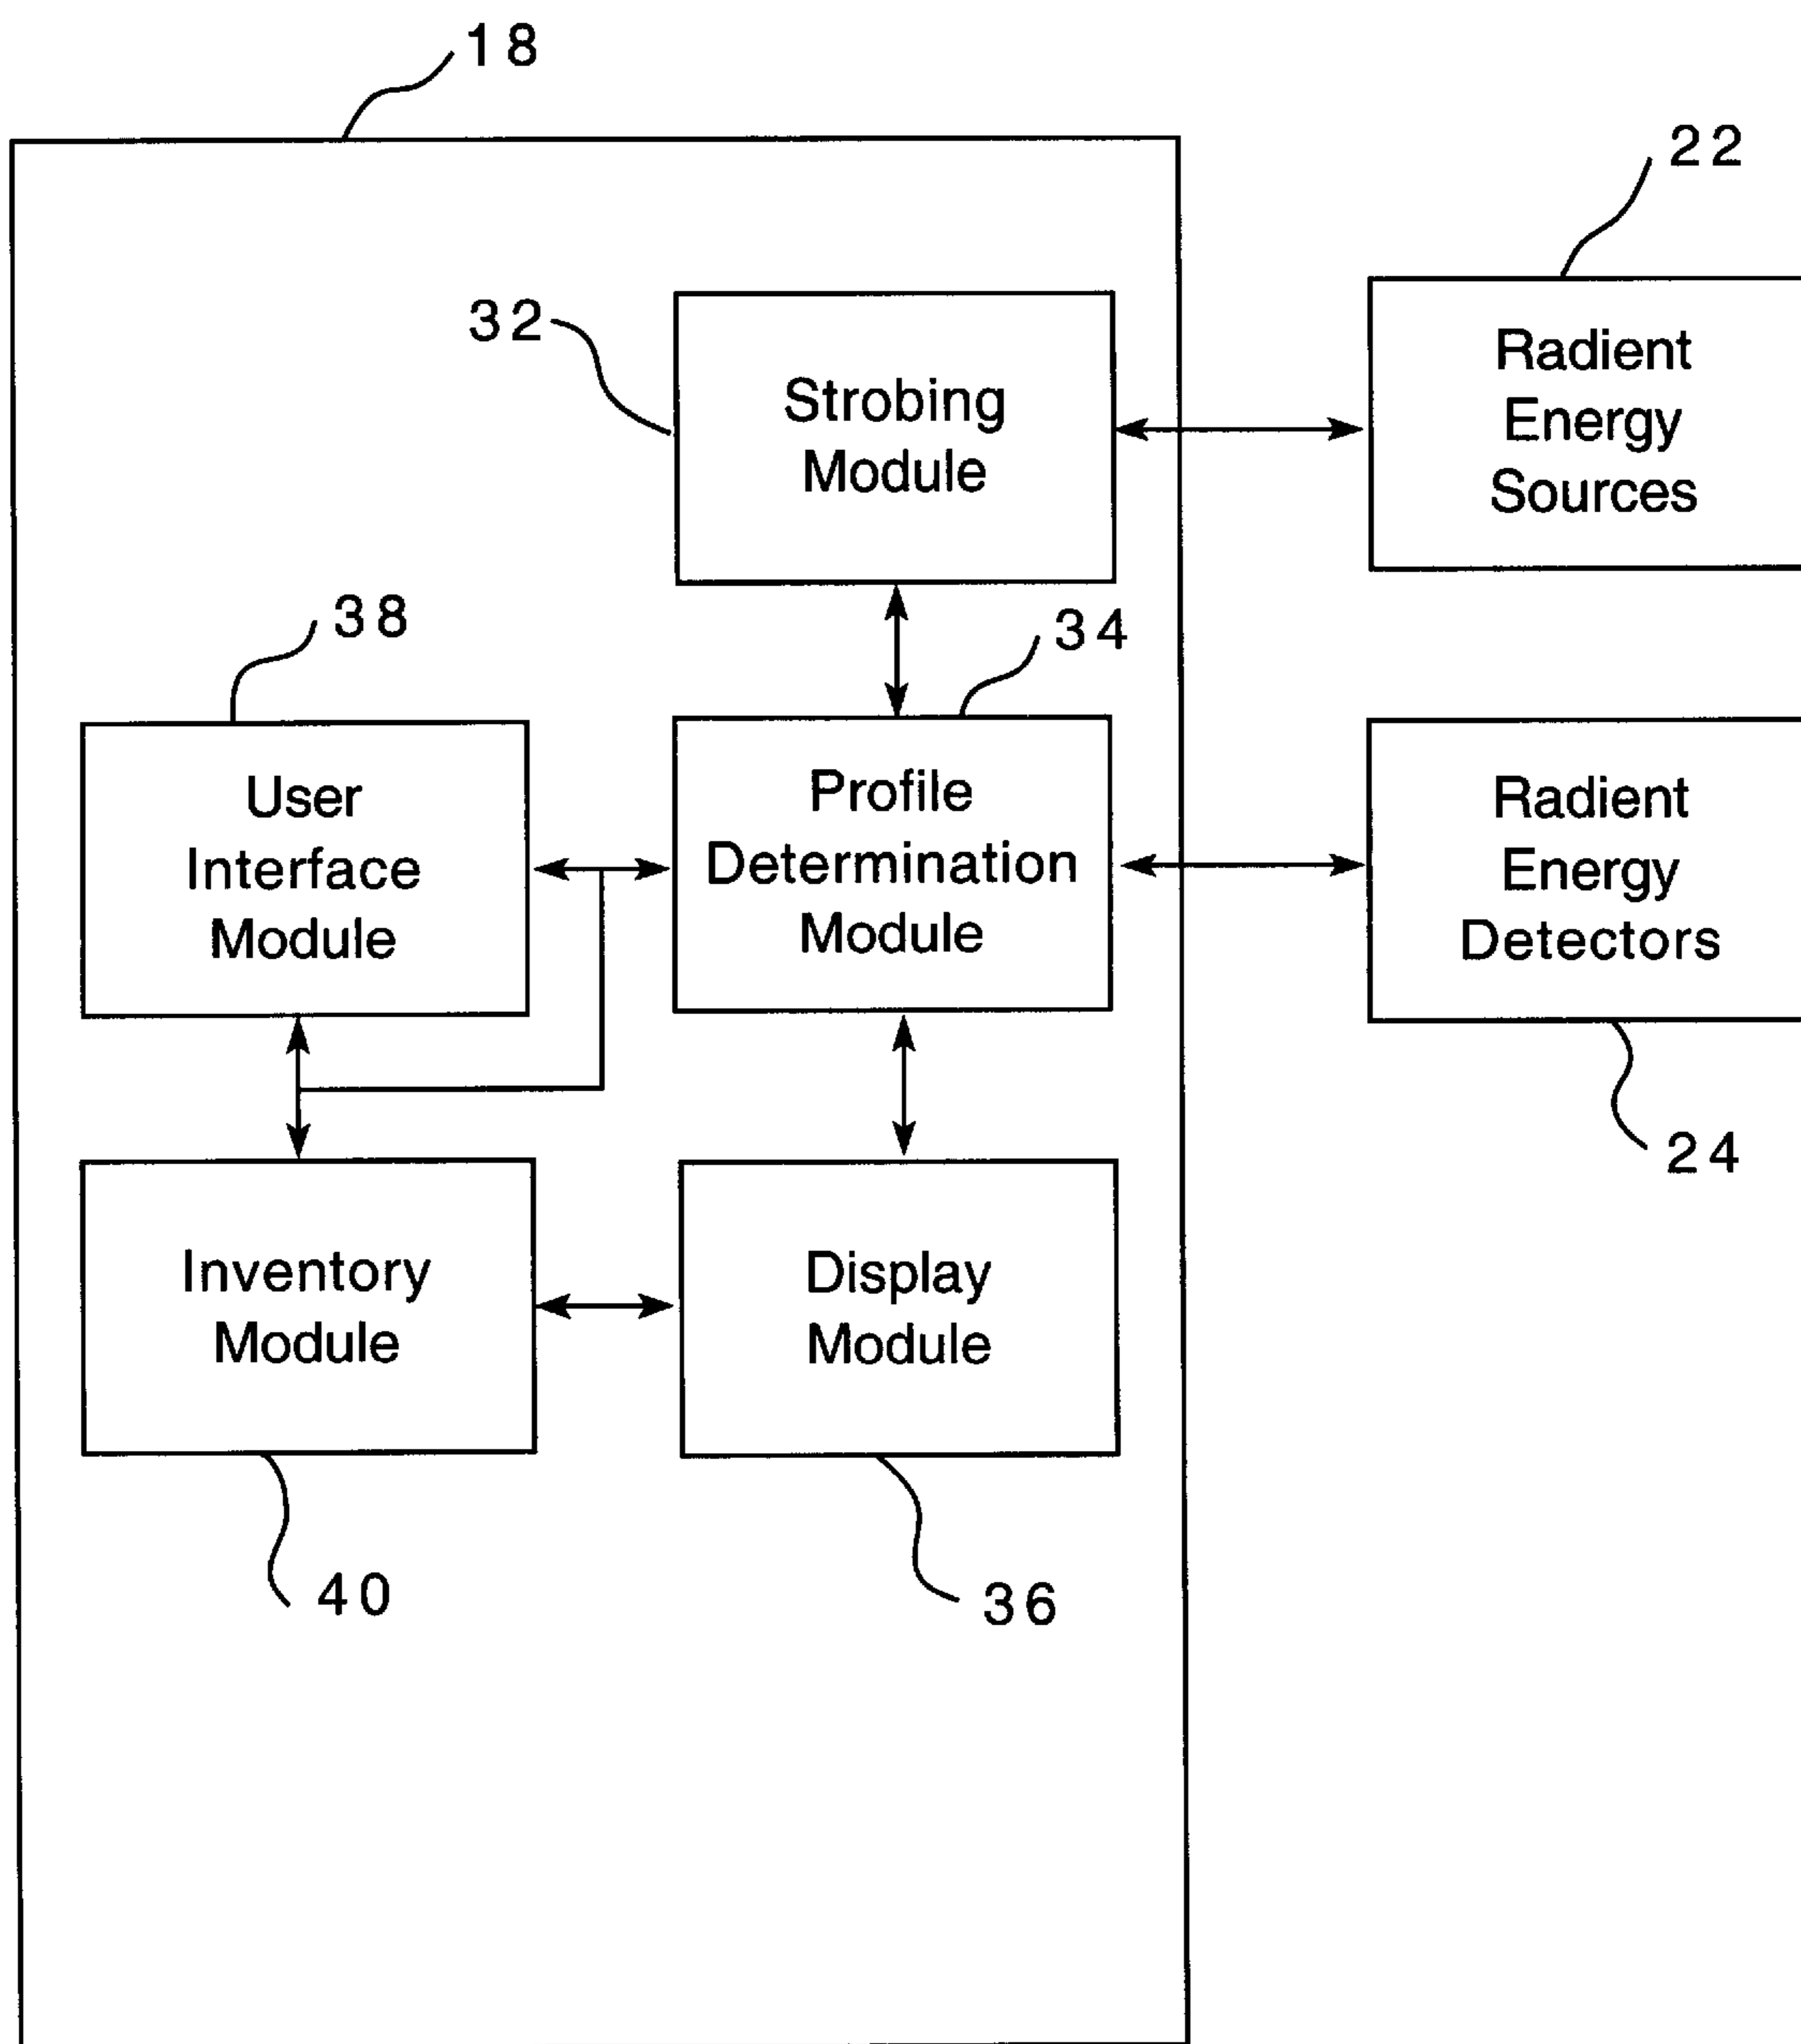 18
22
32
Strobing
Module
Radient
Energy
Sources
38
34
User
Interface
Module
Profile
Determination
Module
Radient
Energy
Detectors
24
Inventory
Module
Display
Module
40
36